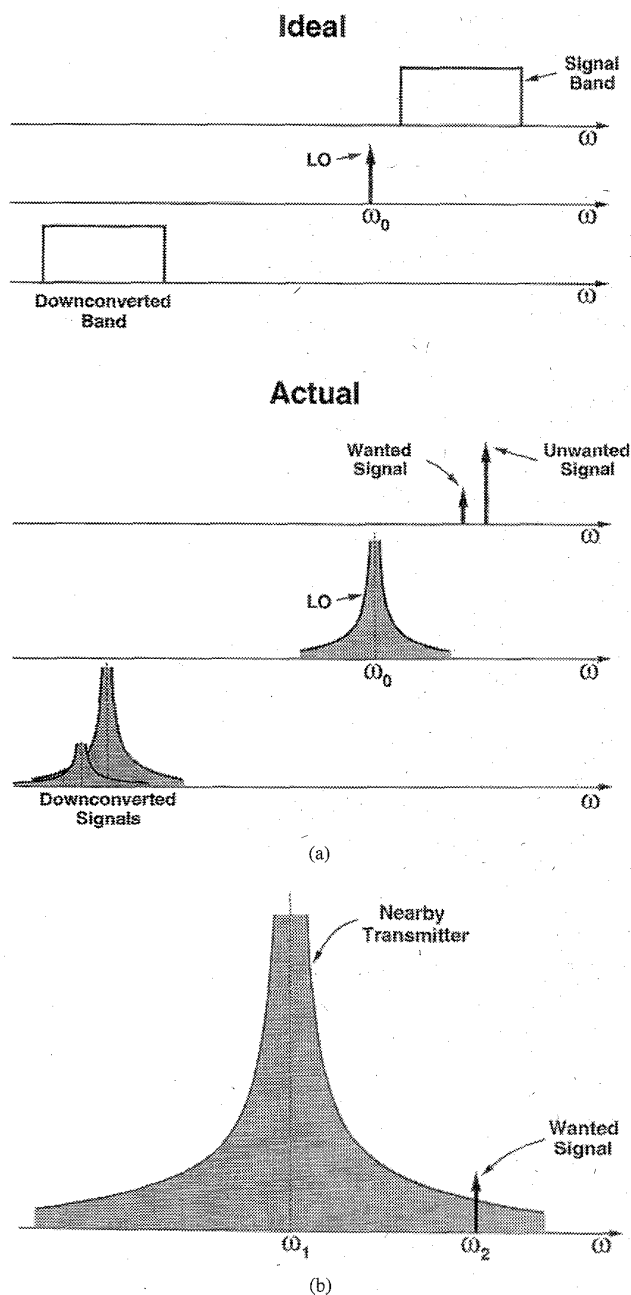 Ideal
Signal
Band
ω
LO
ω₀
ω
ω
Downconverted
Band
Actual
Wanted
Signal
Unwanted
Signal
ω
LO
ω₀
ω
ω
Downconverted
Signals
(a)
Nearby
Transmitter
Wanted
Signal
ω₁
ω₂
ω
(b)